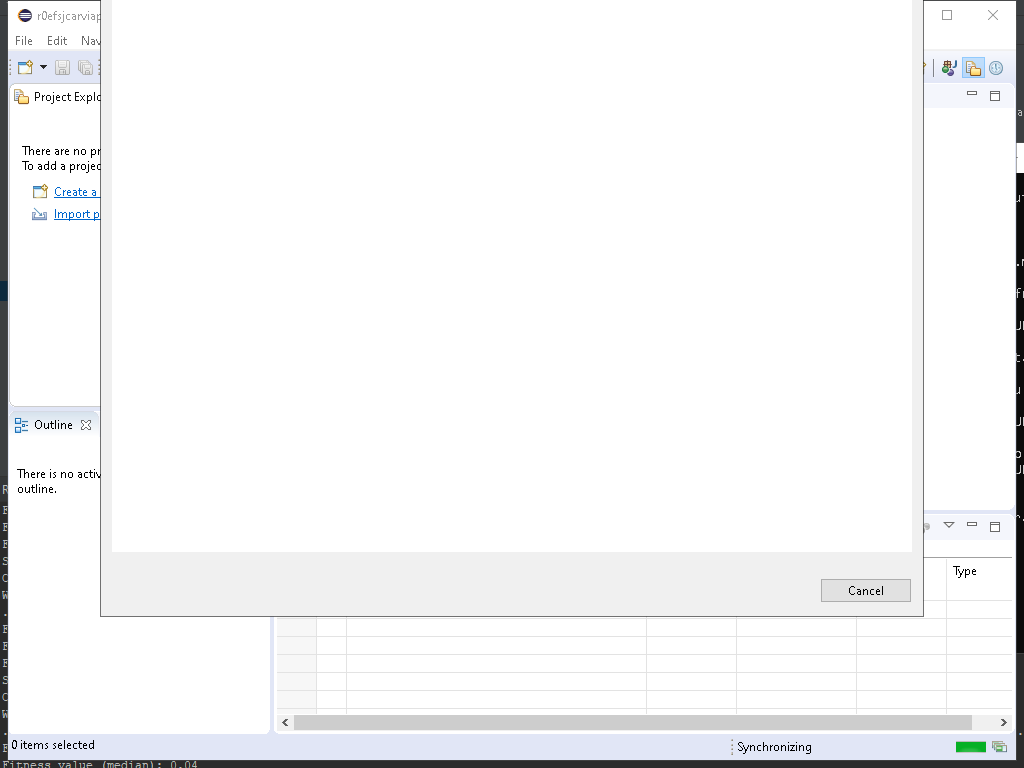 r0efsjcarviap
File Edit Nav
Project Explo
There are no pr
To add a projec
Create a
Import p
Outline
There is no activ
outline.
Cancel
Type
0 items selected
Synchronizing
Fitness value (median): 0.04